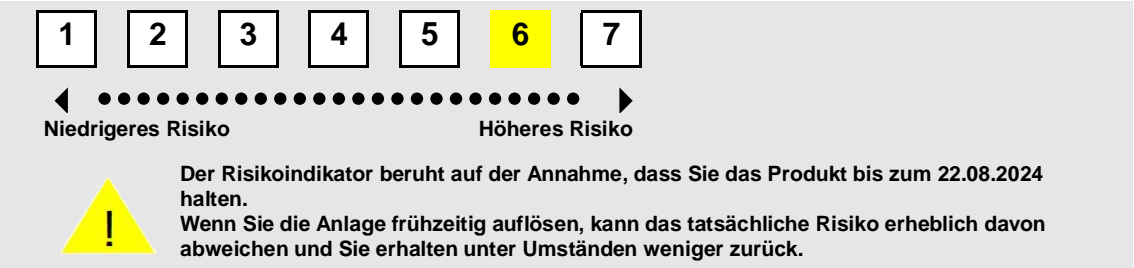 1 2 3 4 5 6 7
Niedrigeres Risiko Höheres Risiko
Der Risikoindikator beruht auf der Annahme, dass Sie das Produkt bis zum 22.08.2024
halten.
Wenn Sie die Anlage frühzeitig auflösen, kann das tatsächliche Risiko erheblich davon
abweichen und Sie erhalten unter Umständen weniger zurück.
!